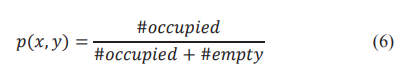 p(x, y) = #occupied / #occupied + #empty (6)